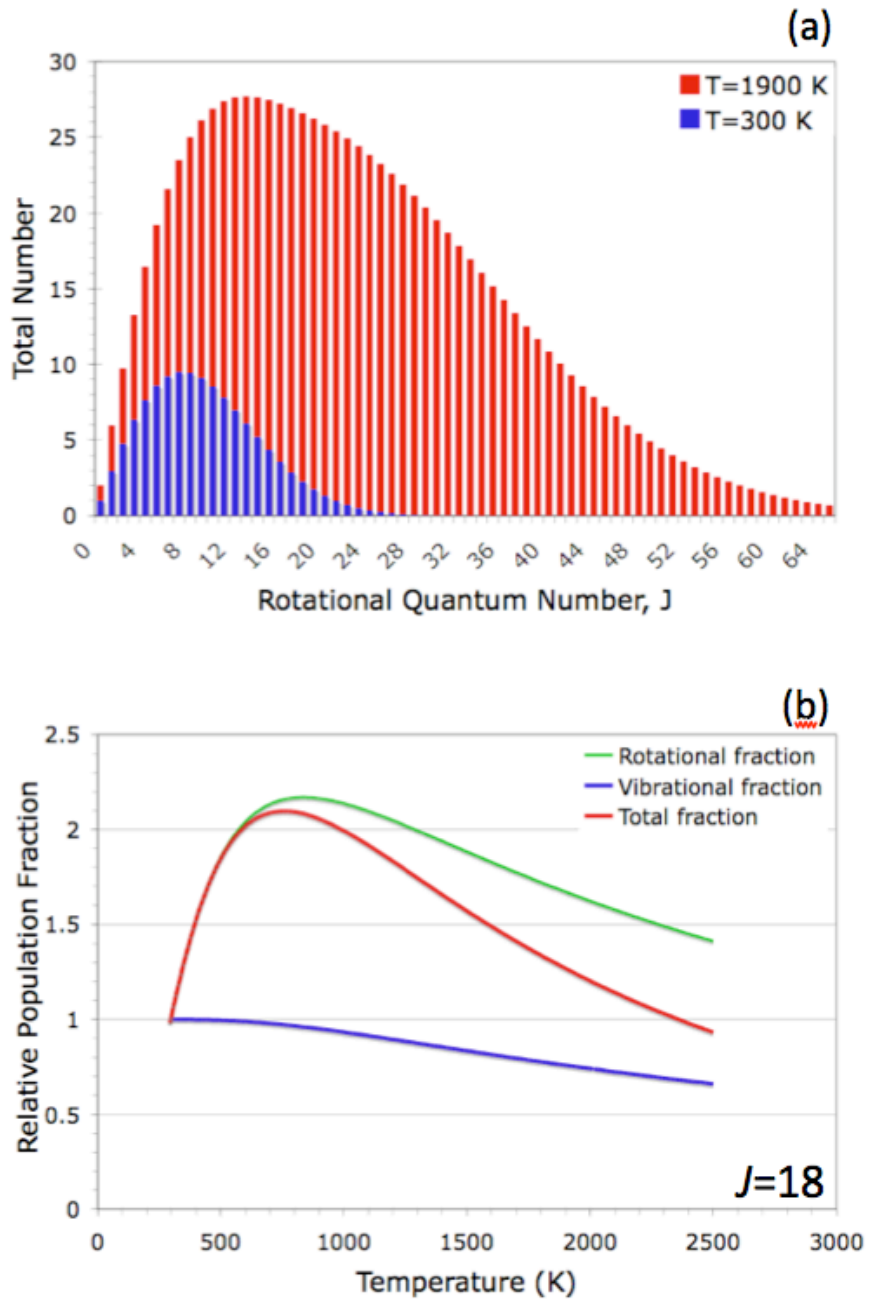 (a)
30
25
20
15
10
5
0
Total Number
T=1900 K
T=300 K
0 4 8 12 16 20 24 28 32 36 40 44 48 52 56 60 64
Rotational Quantum Number, J
(b)
2.5
2
1.5
1
0.5
0
Relative Population Fraction
Rotational fraction
Vibrational fraction
Total fraction
J=18
0 500 1000 1500 2000 2500 3000
Temperature (K)